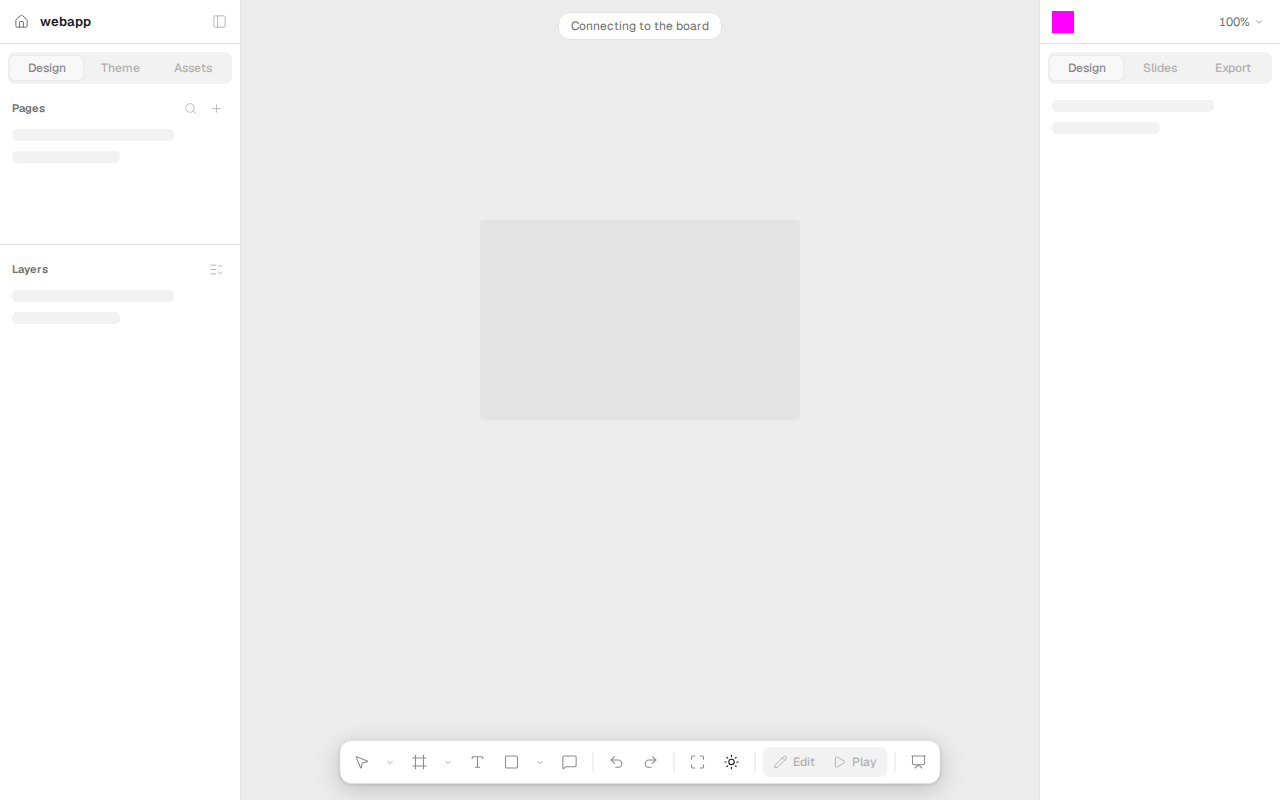 webapp
Design
Theme
Assets
Pages
Layers
Connecting to the board
100%
Design
Slides
Export
Edit
Play